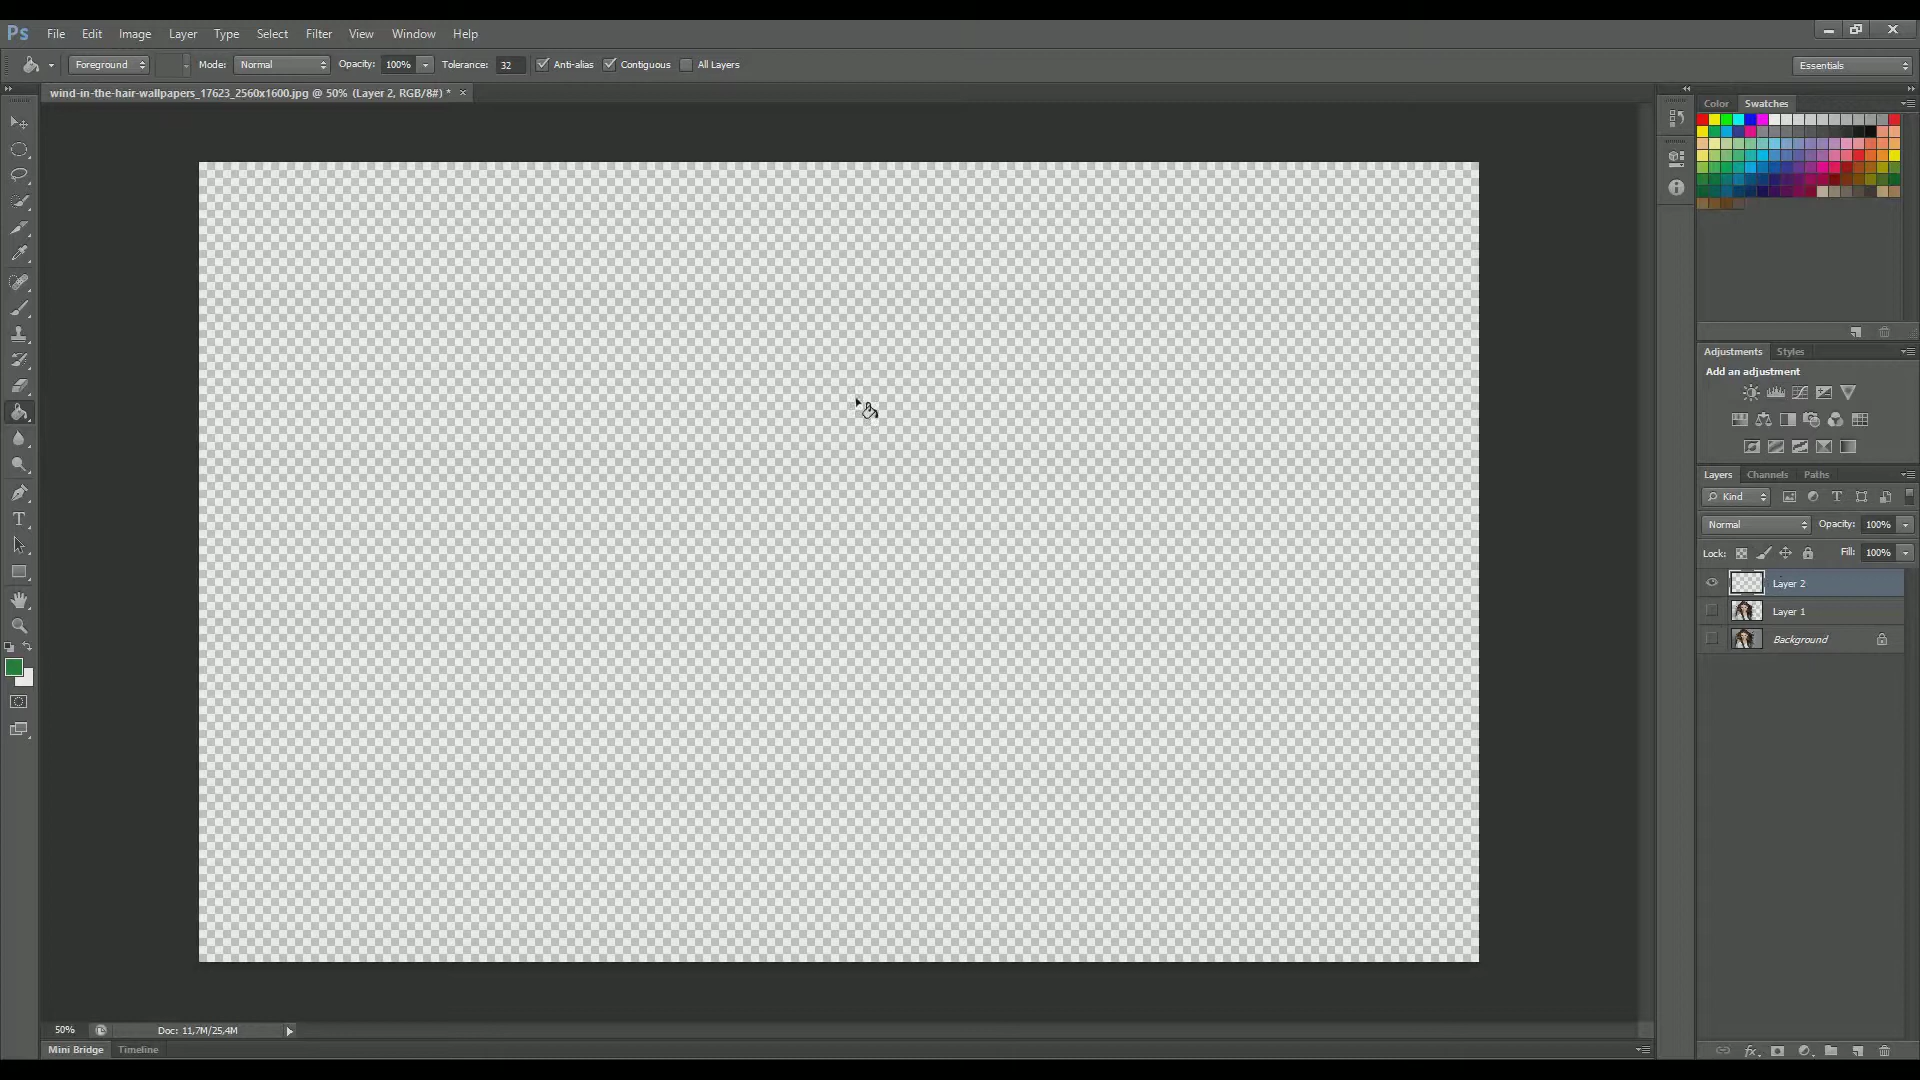 Ps File Edit Image Layer Type Select Filter View Window Help
Foreground Mode: Normal Opacity: 100% Tolerance: 32 Anti-alias Contiguous All Layers Essentials
wind-in-the-hair-wallpapers_17623_2560x1600.jpg @ 50% (Layer 2, RGB/8#) * ×
Color Swatches
Adjustments Styles
Add an adjustment
Layers Channels Paths
Kind T
Normal Opacity: 100%
Lock: Fill: 100%
Layer 2
Layer 1
Background
50% Doc: 11,7M/25,4M
Mini Bridge Timeline
fx